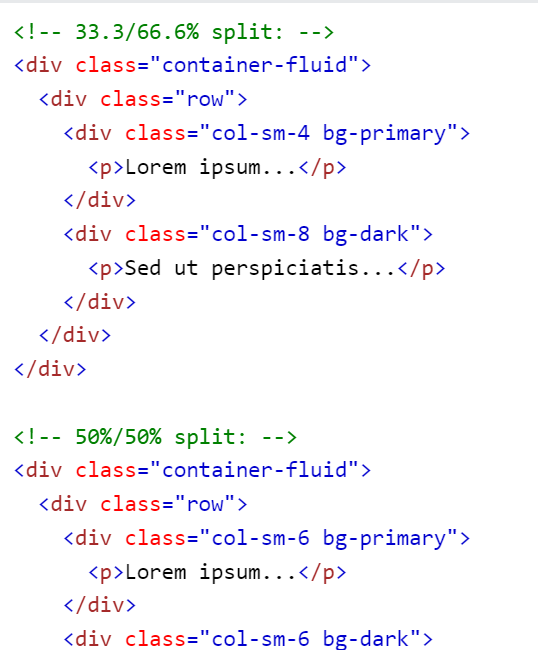 <!-- 33.3/66.6% split: -->
<div class="container-fluid">
  <div class="row">
    <div class="col-sm-4 bg-primary">
      <p>Lorem ipsum...</p>
    </div>
    <div class="col-sm-8 bg-dark">
      <p>Sed ut perspiciatis...</p>
    </div>
  </div>
</div>

<!-- 50%/50% split: -->
<div class="container-fluid">
  <div class="row">
    <div class="col-sm-6 bg-primary">
      <p>Lorem ipsum...</p>
    </div>
    <div class="col-sm-6 bg-dark">